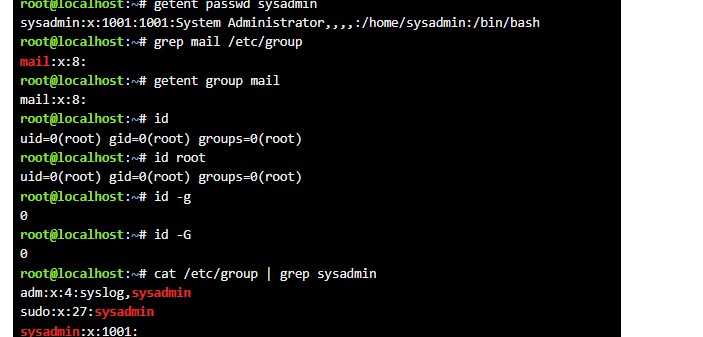 root@localhost:~# getent passwd sysadmin
sysadmin:x:1001:1001:System Administrator,,,,:/home/sysadmin:/bin/bash
root@localhost:~# grep mail /etc/group
mail:x:8:
root@localhost:~# getent group mail
mail:x:8:
root@localhost:~# id
uid=0(root) gid=0(root) groups=0(root)
root@localhost:~# id root
uid=0(root) gid=0(root) groups=0(root)
root@localhost:~# id -g
0
root@localhost:~# id -G
0
root@localhost:~# cat /etc/group | grep sysadmin
adm:x:4:syslog,sysadmin
sudo:x:27:sysadmin
sysadmin:x:1001: